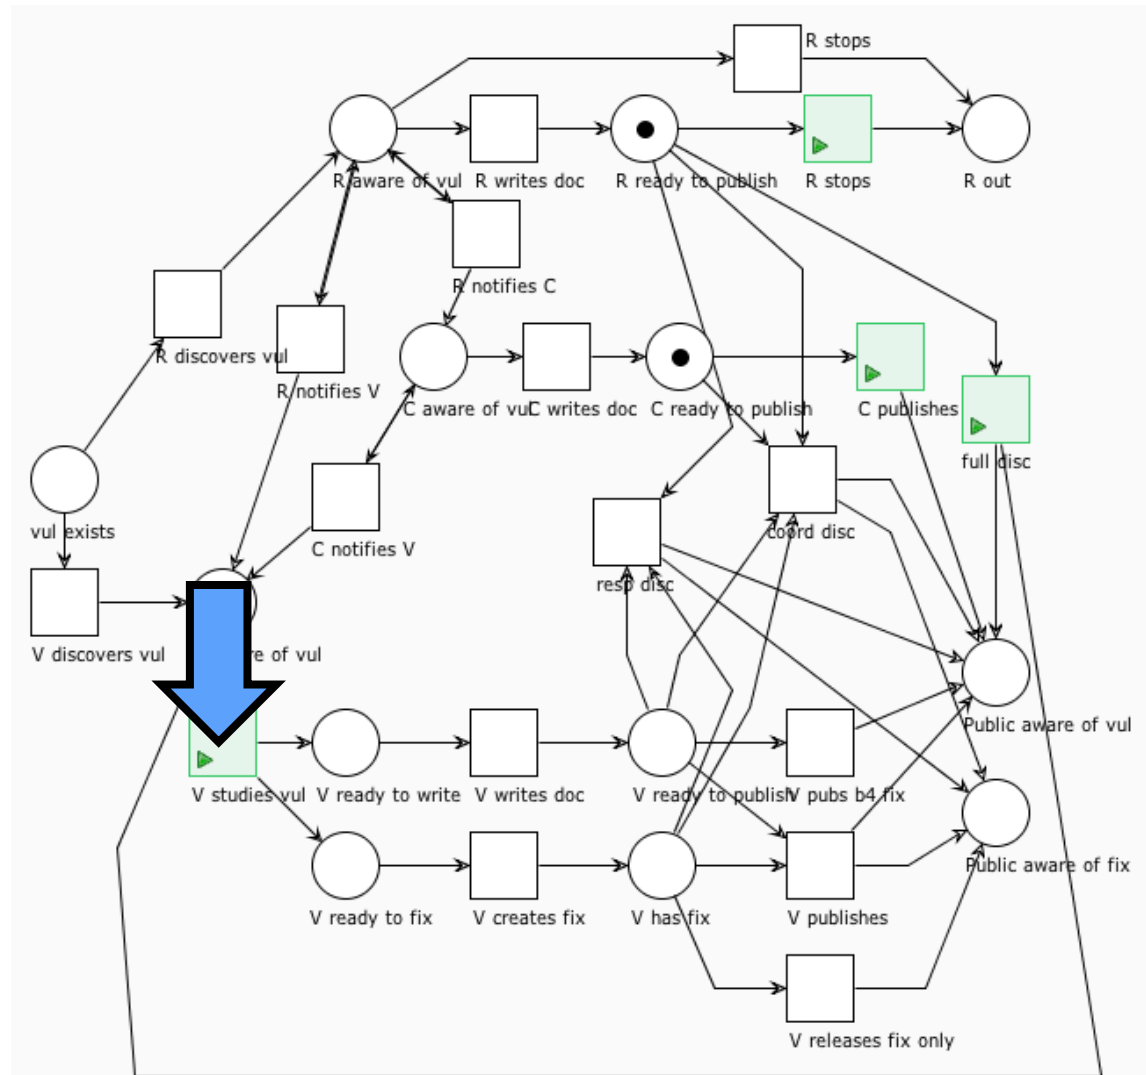 R stops
R aware of vul
R writes doc
R ready to publish
R stops
R out
R notifies C
R discovers vul
R notifies V
C aware of vul
C writes doc
C ready to publish
C publishes
full disc
vul exists
C notifies V
coord disc
resp disc
V discovers vul
re of vul
Public aware of vul
V studies vul
V ready to write
V writes doc
V ready to publish
V pubs b4 fix
Public aware of fix
V ready to fix
V creates fix
V has fix
V publishes
V releases fix only